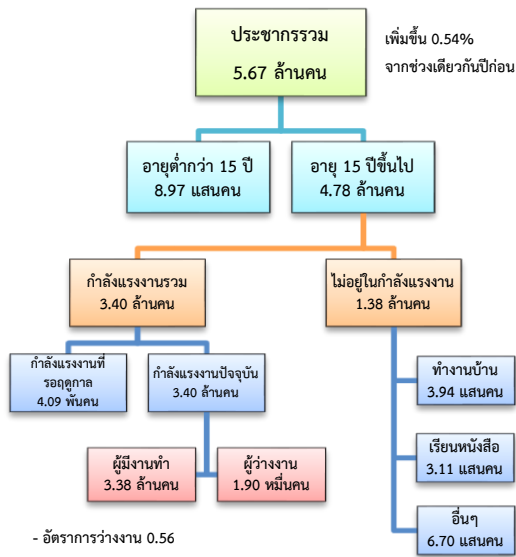 ประชากรรวม
5.67 ล้านคน
เพิ่มขึ้น 0.54%
จากช่วงเดียวกันปีก่อน
อายุต่ำกว่า 15 ปี
8.97 แสนคน
อายุ 15 ปีขึ้นไป
4.78 ล้านคน
กำลังแรงงานรวม
3.40 ล้านคน
ไม่อยู่ในกำลังแรงงาน
1.38 ล้านคน
กำลังแรงงานที่
รอฤดูกาล
4.09 พันคน
กำลังแรงงานปัจจุบัน
3.40 ล้านคน
ทำงานบ้าน
3.94 แสนคน
เรียนหนังสือ
3.11 แสนคน
ผู้มีงานทำ
3.38 ล้านคน
ผู้ว่างงาน
1.90 หมื่นคน
อื่นๆ
6.70 แสนคน
- อัตราการว่างงาน 0.56